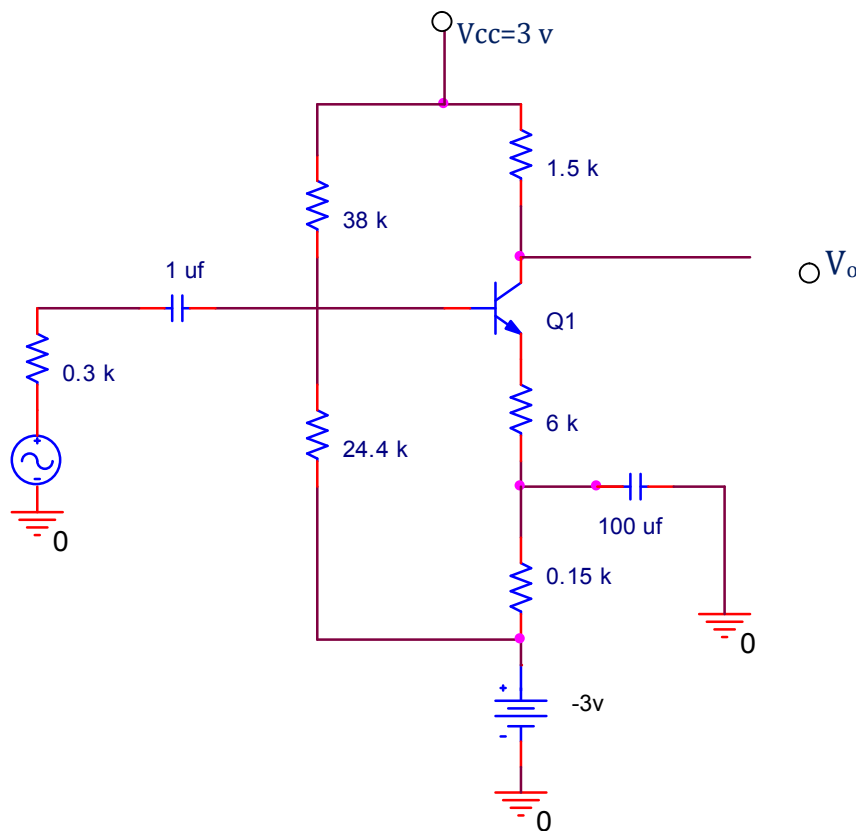 Vcc=3 v
1.5 k
38 k
1 uf
Vₒ
Q1
0.3 k
6 k
24.4 k
+
-
100 uf
0
0.15 k
0
+
-3v
-
0